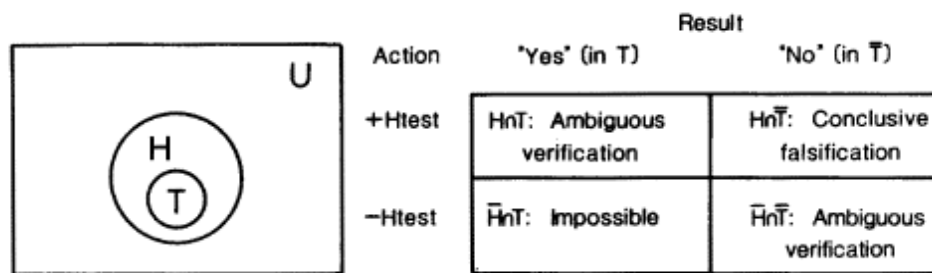 U
H
T
Result
Action "Yes" (in T) "No" (in T̅)
+Htest H∩T: Ambiguous verification
H∩T̅: Conclusive falsification
−Htest H̅∩T: Impossible
H̅∩T̅: Ambiguous verification